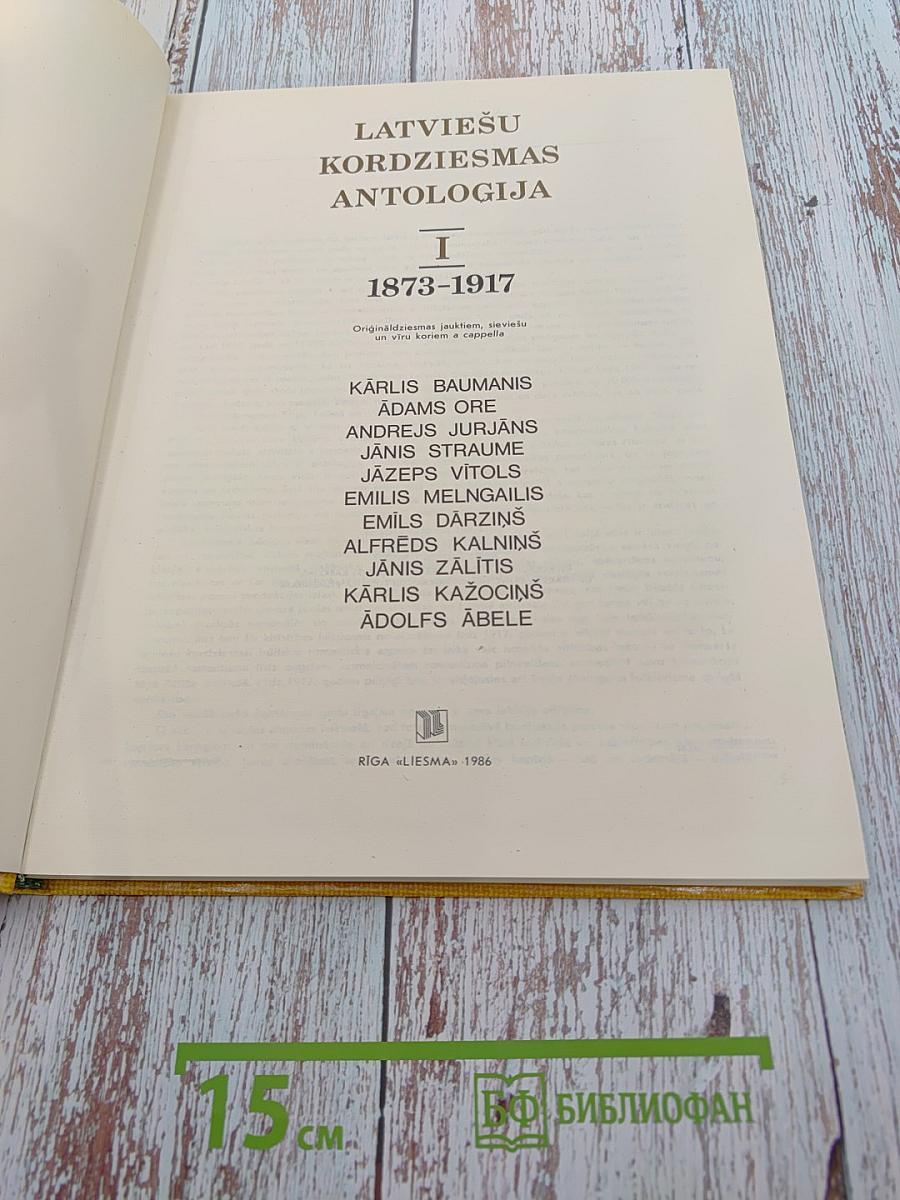 LATVIEŠU
KORDZIESMAS
ANTOLOĢIJA
I
1873–1917
Oriģināldziesmas jauktiem, sieviešu
un vīru koriem a cappella
KĀRLIS BAUMANIS
ĀDAMS ORE
ANDREJS JURJĀNS
JĀNIS STRAUME
JĀZEPS VĪTOLS
EMILIS MELNGAILIS
EMĪLS DĀRZIŅŠ
ALFRĒDS KALNIŅŠ
JĀNIS ZĀLĪTIS
KĀRLIS KAŽOCIŅŠ
ĀDOLFS ĀBELE
RĪGA «LIESMA» 1986
15 см
БФ БИБЛИОФАН